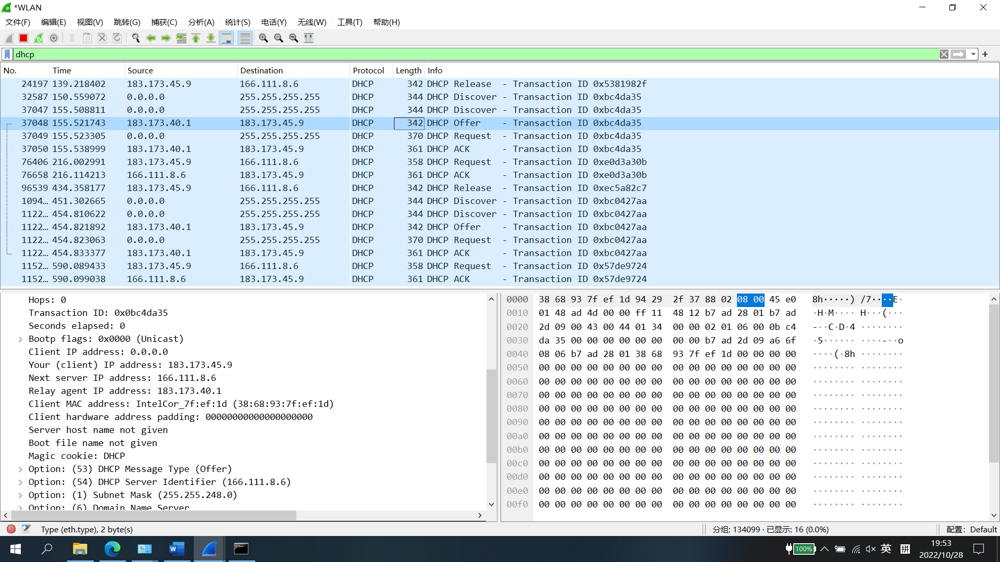 *WLAN
文件(F) 编辑(E) 视图(V) 跳转(G) 捕获(C) 分析(A) 统计(S) 电话(Y) 无线(W) 工具(T) 帮助(H)
dhcp
No. Time Source Destination Protocol Length Info
24197 139.218402 183.173.45.9 166.111.8.6 DHCP 342 DHCP Release - Transaction ID 0x5381982f
32587 150.559072 0.0.0.0 255.255.255.255 DHCP 344 DHCP Discover - Transaction ID 0xbc4da35
37047 155.508811 0.0.0.0 255.255.255.255 DHCP 344 DHCP Discover - Transaction ID 0xbc4da35
37048 155.521743 183.173.40.1 183.173.45.9 DHCP 342 DHCP Offer - Transaction ID 0xbc4da35
37049 155.523305 0.0.0.0 255.255.255.255 DHCP 370 DHCP Request - Transaction ID 0xbc4da35
37050 155.538999 183.173.40.1 183.173.45.9 DHCP 361 DHCP ACK - Transaction ID 0xbc4da35
76406 216.002991 183.173.45.9 166.111.8.6 DHCP 358 DHCP Request - Transaction ID 0xe0d3a30b
76658 216.114213 166.111.8.6 183.173.45.9 DHCP 361 DHCP ACK - Transaction ID 0xe0d3a30b
96539 434.358177 183.173.45.9 166.111.8.6 DHCP 342 DHCP Release - Transaction ID 0xec5a82c7
1094… 451.302665 0.0.0.0 255.255.255.255 DHCP 344 DHCP Discover - Transaction ID 0xbc0427aa
1122… 454.810622 0.0.0.0 255.255.255.255 DHCP 344 DHCP Discover - Transaction ID 0xbc0427aa
1122… 454.821892 183.173.40.1 183.173.45.9 DHCP 342 DHCP Offer - Transaction ID 0xbc0427aa
1122… 454.823063 0.0.0.0 255.255.255.255 DHCP 370 DHCP Request - Transaction ID 0xbc0427aa
1122… 454.833377 183.173.40.1 183.173.45.9 DHCP 361 DHCP ACK - Transaction ID 0xbc0427aa
1152… 590.089433 183.173.45.9 166.111.8.6 DHCP 358 DHCP Request - Transaction ID 0x57de9724
1152… 590.099038 166.111.8.6 183.173.45.9 DHCP 361 DHCP ACK - Transaction ID 0x57de9724
Hops: 0
Transaction ID: 0x0bc4da35
Seconds elapsed: 0
Bootp flags: 0x0000 (Unicast)
Client IP address: 0.0.0.0
Your (client) IP address: 183.173.45.9
Next server IP address: 166.111.8.6
Relay agent IP address: 183.173.40.1
Client MAC address: IntelCor_7f:ef:1d (38:68:93:7f:ef:1d)
Client hardware address padding: 00000000000000000000
Server host name not given
Boot file name not given
Magic cookie: DHCP
Option: (53) DHCP Message Type (Offer)
Option: (54) DHCP Server Identifier (166.111.8.6)
Option: (1) Subnet Mask (255.255.248.0)
Option: (6) Domain Name Server
0000 38 68 93 7f ef 1d 94 29 2f 37 88 02 08 00 45 e0 8h·····) /7····E·
0010 01 48 ad 4d 00 00 ff 11 48 12 b7 ad 28 01 b7 ad ·H·M···· H···(···
0020 2d 09 00 43 00 44 01 34 00 00 02 01 06 00 0b c4 -··C·D·4 ········
0030 da 35 00 00 00 00 00 00 00 00 b7 ad 2d 09 a6 6f ·5······ ····-··o
0040 08 06 b7 ad 28 01 38 68 93 7f ef 1d 00 00 00 00 ····(·8h ········
0050 00 00 00 00 00 00 00 00 00 00 00 00 00 00 00 00 ········ ········
0060 00 00 00 00 00 00 00 00 00 00 00 00 00 00 00 00 ········ ········
0070 00 00 00 00 00 00 00 00 00 00 00 00 00 00 00 00 ········ ········
0080 00 00 00 00 00 00 00 00 00 00 00 00 00 00 00 00 ········ ········
0090 00 00 00 00 00 00 00 00 00 00 00 00 00 00 00 00 ········ ········
00a0 00 00 00 00 00 00 00 00 00 00 00 00 00 00 00 00 ········ ········
00b0 00 00 00 00 00 00 00 00 00 00 00 00 00 00 00 00 ········ ········
00c0 00 00 00 00 00 00 00 00 00 00 00 00 00 00 00 00 ········ ········
00d0 00 00 00 00 00 00 00 00 00 00 00 00 00 00 00 00 ········ ········
00e0 00 00 00 00 00 00 00 00 00 00 00 00 00 00 00 00 ········ ········
00f0 00 00 00 00 00 00 00 00 00 00 00 00 00 00 00 00 ········ ········
Type (eth.type), 2 byte(s)
分组: 134099 · 已显示: 16 (0.0%)
配置: Default
W
100%
英
拼
19:53
2022/10/28